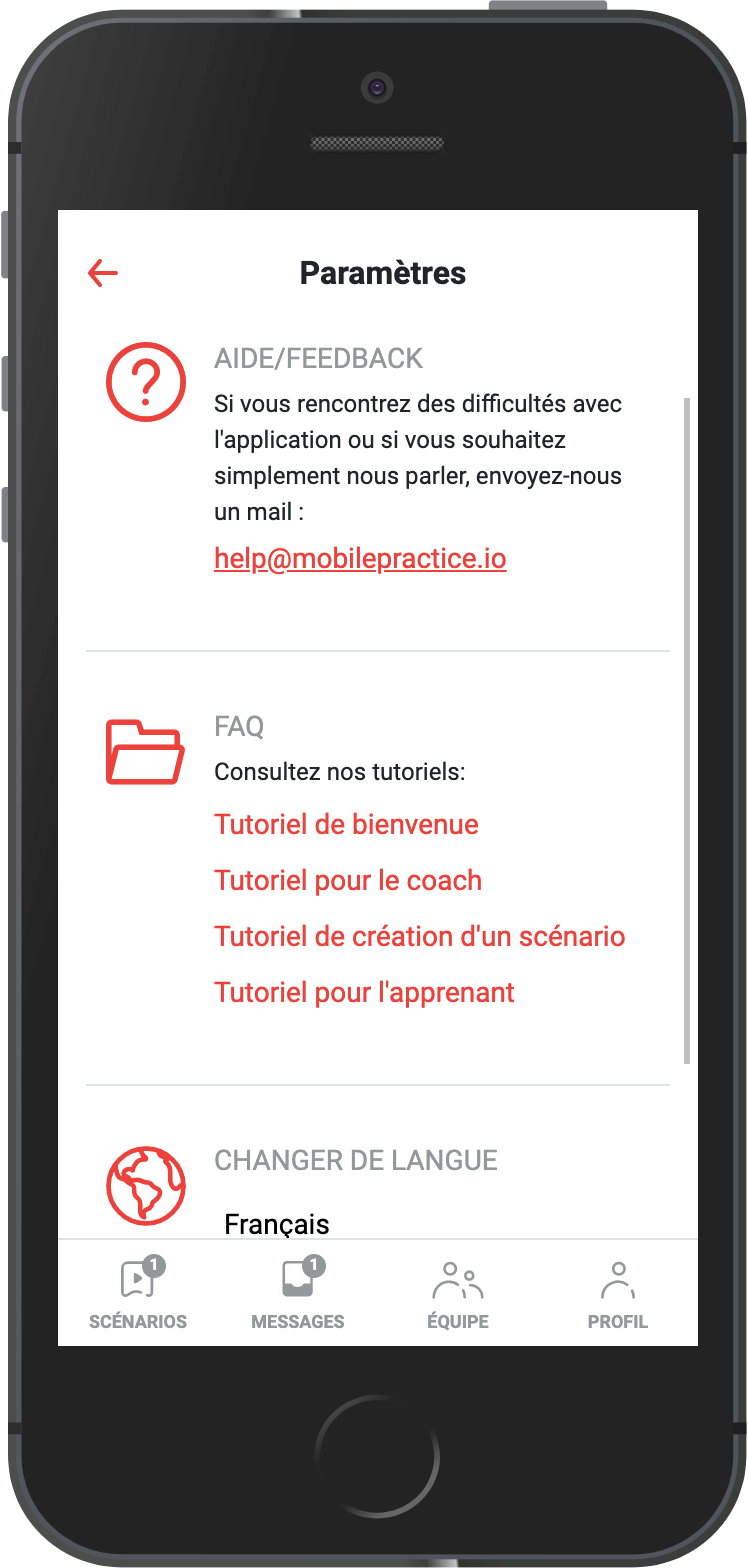 Paramètres
AIDE/FEEDBACK
Si vous rencontrez des difficultés avec
l'application ou si vous souhaitez
simplement nous parler, envoyez-nous
un mail :
help@mobilepractice.io
FAQ
Consultez nos tutoriels:
Tutoriel de bienvenue
Tutoriel pour le coach
Tutoriel de création d'un scénario
Tutoriel pour l'apprenant
CHANGER DE LANGUE
Français
1
1
SCÉNARIOS
MESSAGES
ÉQUIPE
PROFIL